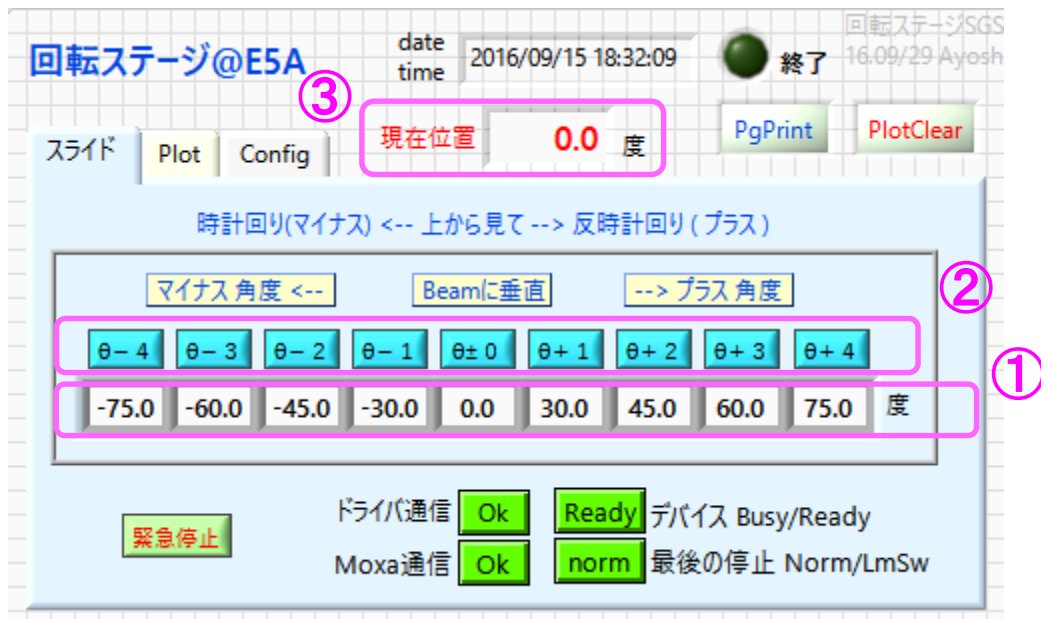 回転ステージSGS
回転ステージ@E5A
date time 2016/09/15 18:32:09
終了
16.09/29 Ayosh
③
現在位置 0.0 度
PgPrint PlotClear
スライド Plot Config
時計回り(マイナス) <-- 上から見て --> 反時計回り ( プラス )
②
マイナス 角度 <-- Beamに垂直 --> プラス 角度
θ− 4 θ− 3 θ− 2 θ− 1 θ± 0 θ+ 1 θ+ 2 θ+ 3 θ+ 4
①
-75.0 -60.0 -45.0 -30.0 0.0 30.0 45.0 60.0 75.0 度
緊急停止
ドライバ通信 Ok Ready デバイス Busy/Ready
Moxa通信 Ok norm 最後の停止 Norm/LmSw